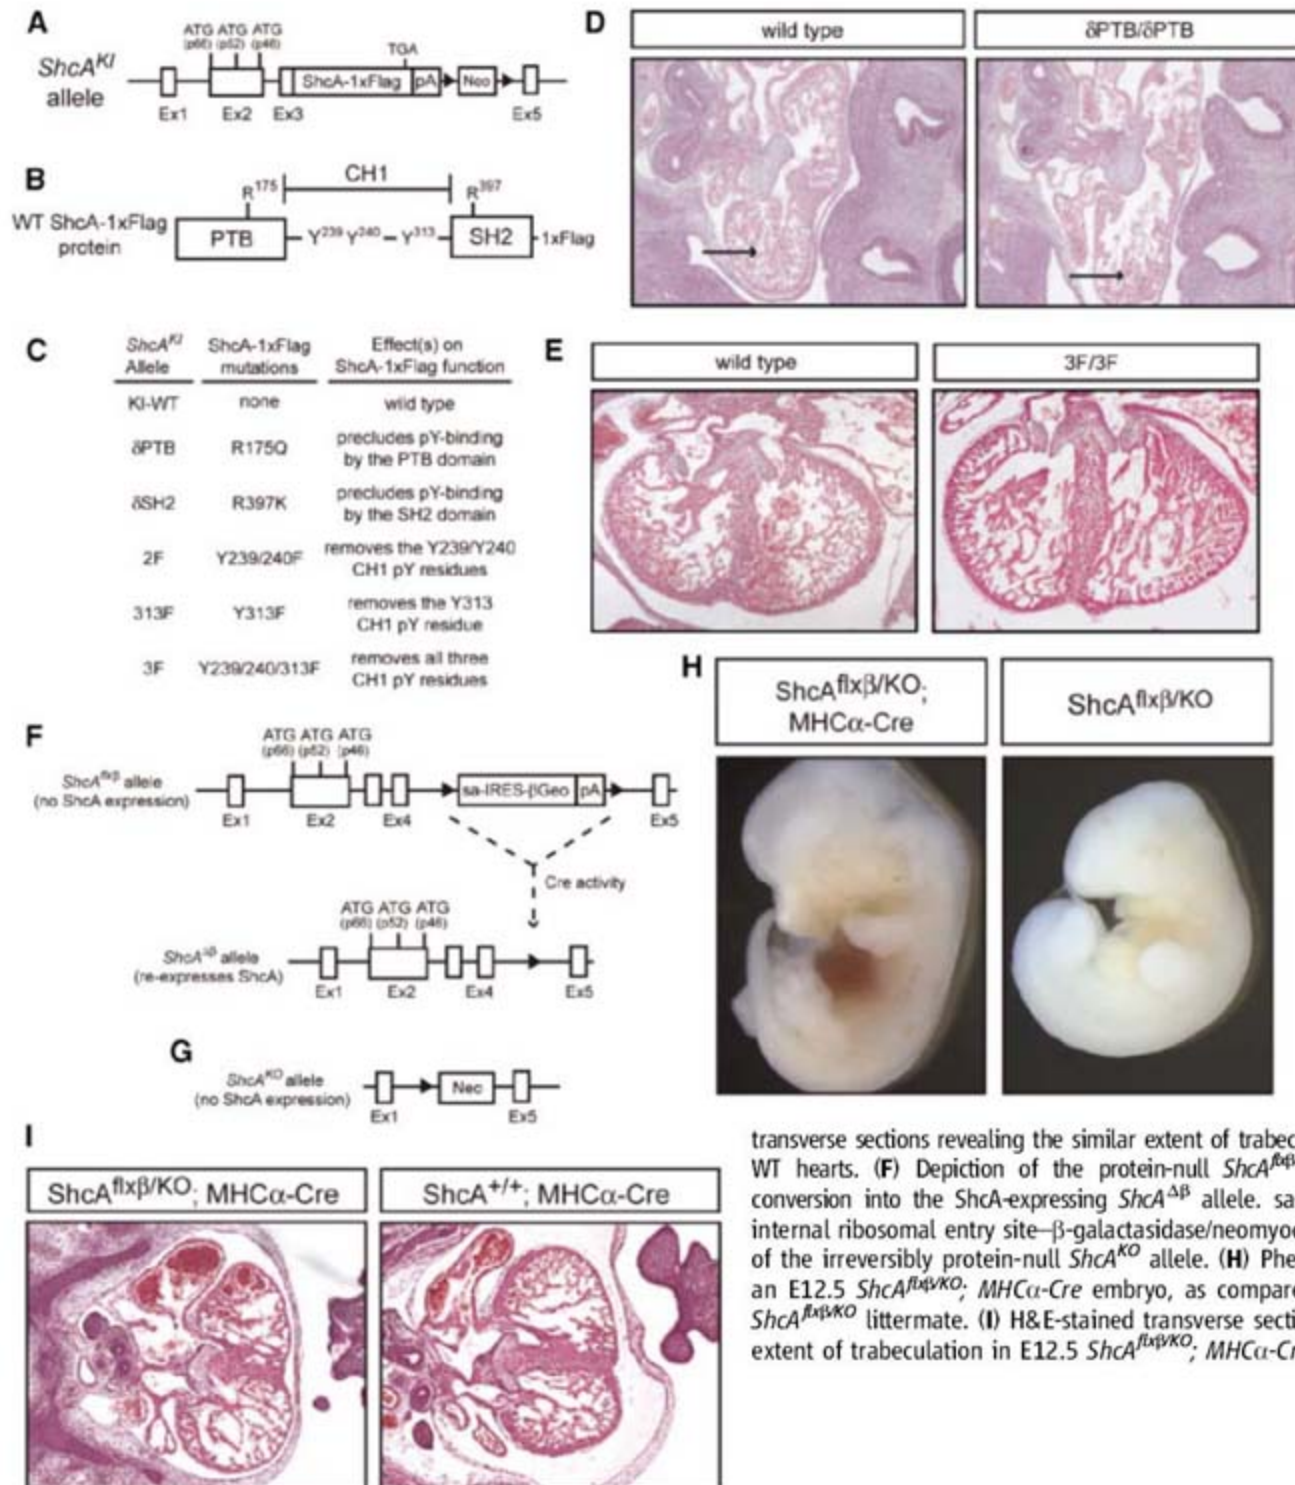 A
ShcA^KI
allele
ATG ATG ATG
(p66) (p52) (p46)
TGA
ShcA-1xFlag pA Neo
Ex1 Ex2 Ex3 Ex5
B
WT ShcA-1xFlag
protein
CH1
R^175 R^397
PTB Y^239 Y^240 Y^313 SH2 1xFlag
C
ShcA^KI ShcA-1xFlag Effect(s) on
Allele mutations ShcA-1xFlag function
KI-WT none wild type
δPTB R175Q precludes pY-binding
by the PTB domain
δSH2 R397K precludes pY-binding
by the SH2 domain
2F Y239/240F removes the Y239/Y240
CH1 pY residues
313F Y313F removes the Y313
CH1 pY residue
3F Y239/240/313F removes all three
CH1 pY residues
D
wild type δPTB/δPTB
E
wild type 3F/3F
F
ATG ATG ATG
(p66) (p52) (p46)
ShcA^flxβ allele
(no ShcA expression)
sa-IRES-βGeo pA
Ex1 Ex2 Ex4 Ex5
Cre activity
ATG ATG ATG
(p66) (p52) (p46)
ShcA^Δβ allele
(re-expresses ShcA)
Ex1 Ex2 Ex4 Ex5
G
ShcA^KO allele
(no ShcA expression)
Neo
Ex1 Ex5
H
ShcA^flxβ/KO;
MHCα-Cre
ShcA^flxβ/KO
I
ShcA^flxβ/KO; MHCα-Cre ShcA^+/+; MHCα-Cre
transverse sections revealing the similar extent of trabec
WT hearts. (F) Depiction of the protein-null ShcA^flxβ
conversion into the ShcA-expressing ShcA^Δβ allele. sa
internal ribosomal entry site–β-galactasidase/neomyo
of the irreversibly protein-null ShcA^KO allele. (H) Phe
an E12.5 ShcA^flxβ/KO; MHCα-Cre embryo, as compare
ShcA^flxβ/KO littermate. (I) H&E-stained transverse secti
extent of trabeculation in E12.5 ShcA^flxβ/KO; MHCα-C